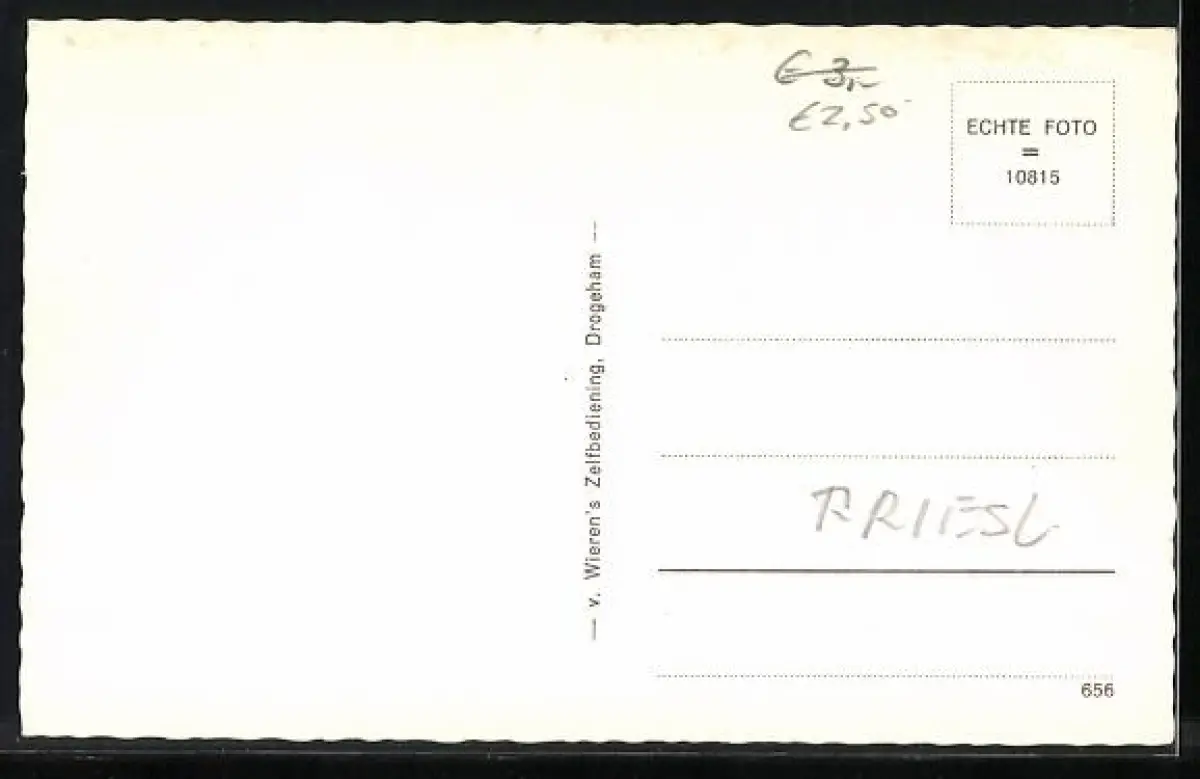 € 3,-
€2,50
ECHTE FOTO
=
10815
— v. Wieren's Zelfbediening, Drogeham —
FRIESL
656